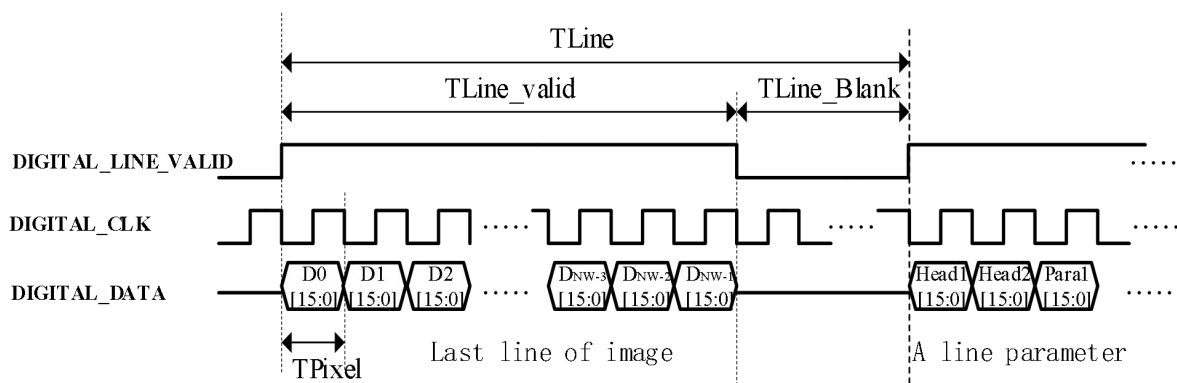 TLine
TLine_valid TLine_Blank
DIGITAL_LINE_VALID .....
DIGITAL_CLK ..... ..... .....
D0 D1 D2 DNW-3 DNW-2 DNW-1 Head1 Head2 Para1
DIGITAL_DATA [15:0] [15:0] [15:0] ..... [15:0] [15:0] [15:0] [15:0] [15:0] [15:0] .....
TPixel Last line of image A line parameter